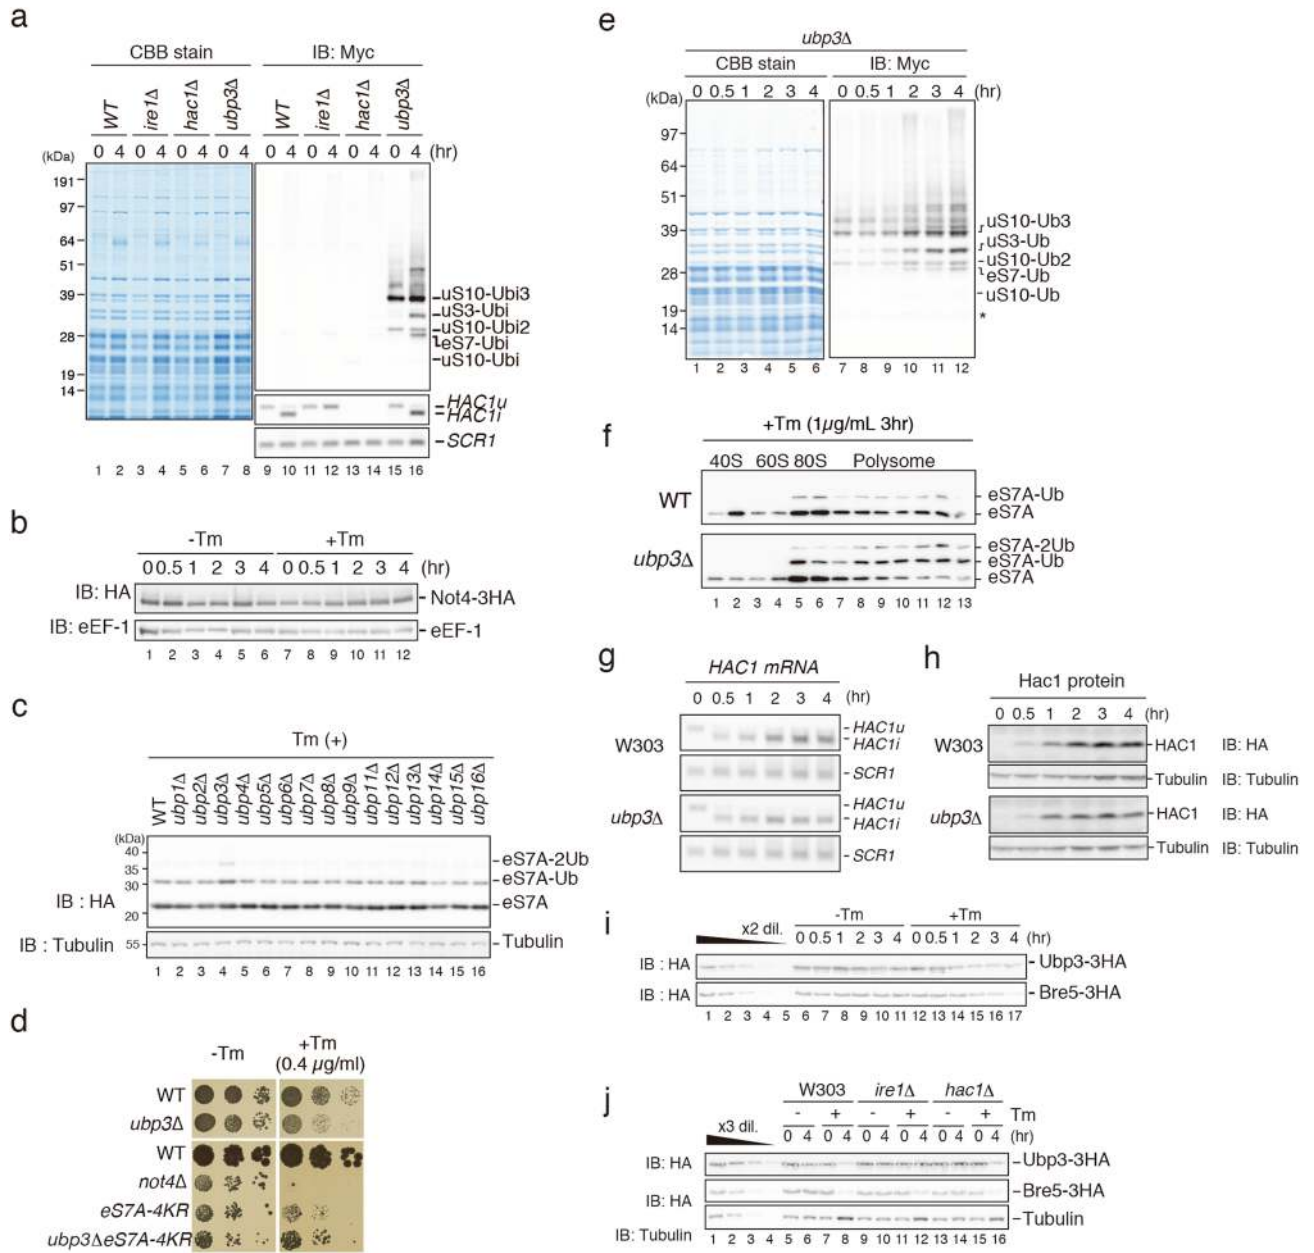 a
CBB stain
IB: Myc
WT
ire1Δ
hac1Δ
ubp3Δ
WT
ire1Δ
hac1Δ
ubp3Δ
(kDa)
0 4 0 4 0 4 0 4
0 4 0 4 0 4 0 4 (hr)
191
97
64
51
39
28
19
14
uS10-Ubi3
uS3-Ubi
uS10-Ubi2
eS7-Ubi
uS10-Ubi
HAC1u
HAC1i
SCR1
1 2 3 4 5 6 7 8
9 10 11 12 13 14 15 16
b
-Tm
+Tm
0 0.5 1 2 3 4 0 0.5 1 2 3 4 (hr)
IB: HA
Not4-3HA
IB: eEF-1
eEF-1
1 2 3 4 5 6 7 8 9 10 11 12
c
Tm (+)
WT
ubp1Δ
ubp2Δ
ubp3Δ
ubp4Δ
ubp5Δ
ubp6Δ
ubp7Δ
ubp8Δ
ubp9Δ
ubp11Δ
ubp12Δ
ubp13Δ
ubp14Δ
ubp15Δ
ubp16Δ
(kDa)
40
35
30
20
IB : HA
eS7A-2Ub
eS7A-Ub
eS7A
IB : Tubulin
55
Tubulin
1 2 3 4 5 6 7 8 9 10 11 12 13 14 15 16
d
-Tm
+Tm
(0.4 μg/ml)
WT
ubp3Δ
WT
not4Δ
eS7A-4KR
ubp3ΔeS7A-4KR
e
ubp3Δ
CBB stain
IB: Myc
0 0.5 1 2 3 4
0 0.5 1 2 3 4 (hr)
(kDa)
97
64
51
39
28
19
14
uS10-Ub3
uS3-Ub
uS10-Ub2
eS7-Ub
uS10-Ub
*
1 2 3 4 5 6
7 8 9 10 11 12
f
+Tm (1μg/mL 3hr)
40S 60S 80S Polysome
WT
eS7A-Ub
eS7A
ubp3Δ
eS7A-2Ub
eS7A-Ub
eS7A
1 2 3 4 5 6 7 8 9 10 11 12 13
g
HAC1 mRNA
0 0.5 1 2 3 4 (hr)
W303
HAC1u
HAC1i
SCR1
ubp3Δ
HAC1u
HAC1i
SCR1
h
Hac1 protein
0 0.5 1 2 3 4 (hr)
W303
HAC1 IB: HA
Tubulin IB: Tubulin
ubp3Δ
HAC1 IB: HA
Tubulin IB: Tubulin
i
x2 dil.
-Tm
+Tm
0 0.5 1 2 3 4 0 0.5 1 2 3 4 (hr)
IB : HA
Ubp3-3HA
IB : HA
Bre5-3HA
1 2 3 4 5 6 7 8 9 10 11 12 13 14 15 16 17
j
x3 dil.
W303
ire1Δ
hac1Δ
- + - + - + Tm
0 4 0 4 0 4 0 4 0 4 0 4 (hr)
IB: HA
Ubp3-3HA
IB: HA
Bre5-3HA
IB: Tubulin
Tubulin
1 2 3 4 5 6 7 8 9 10 11 12 13 14 15 16